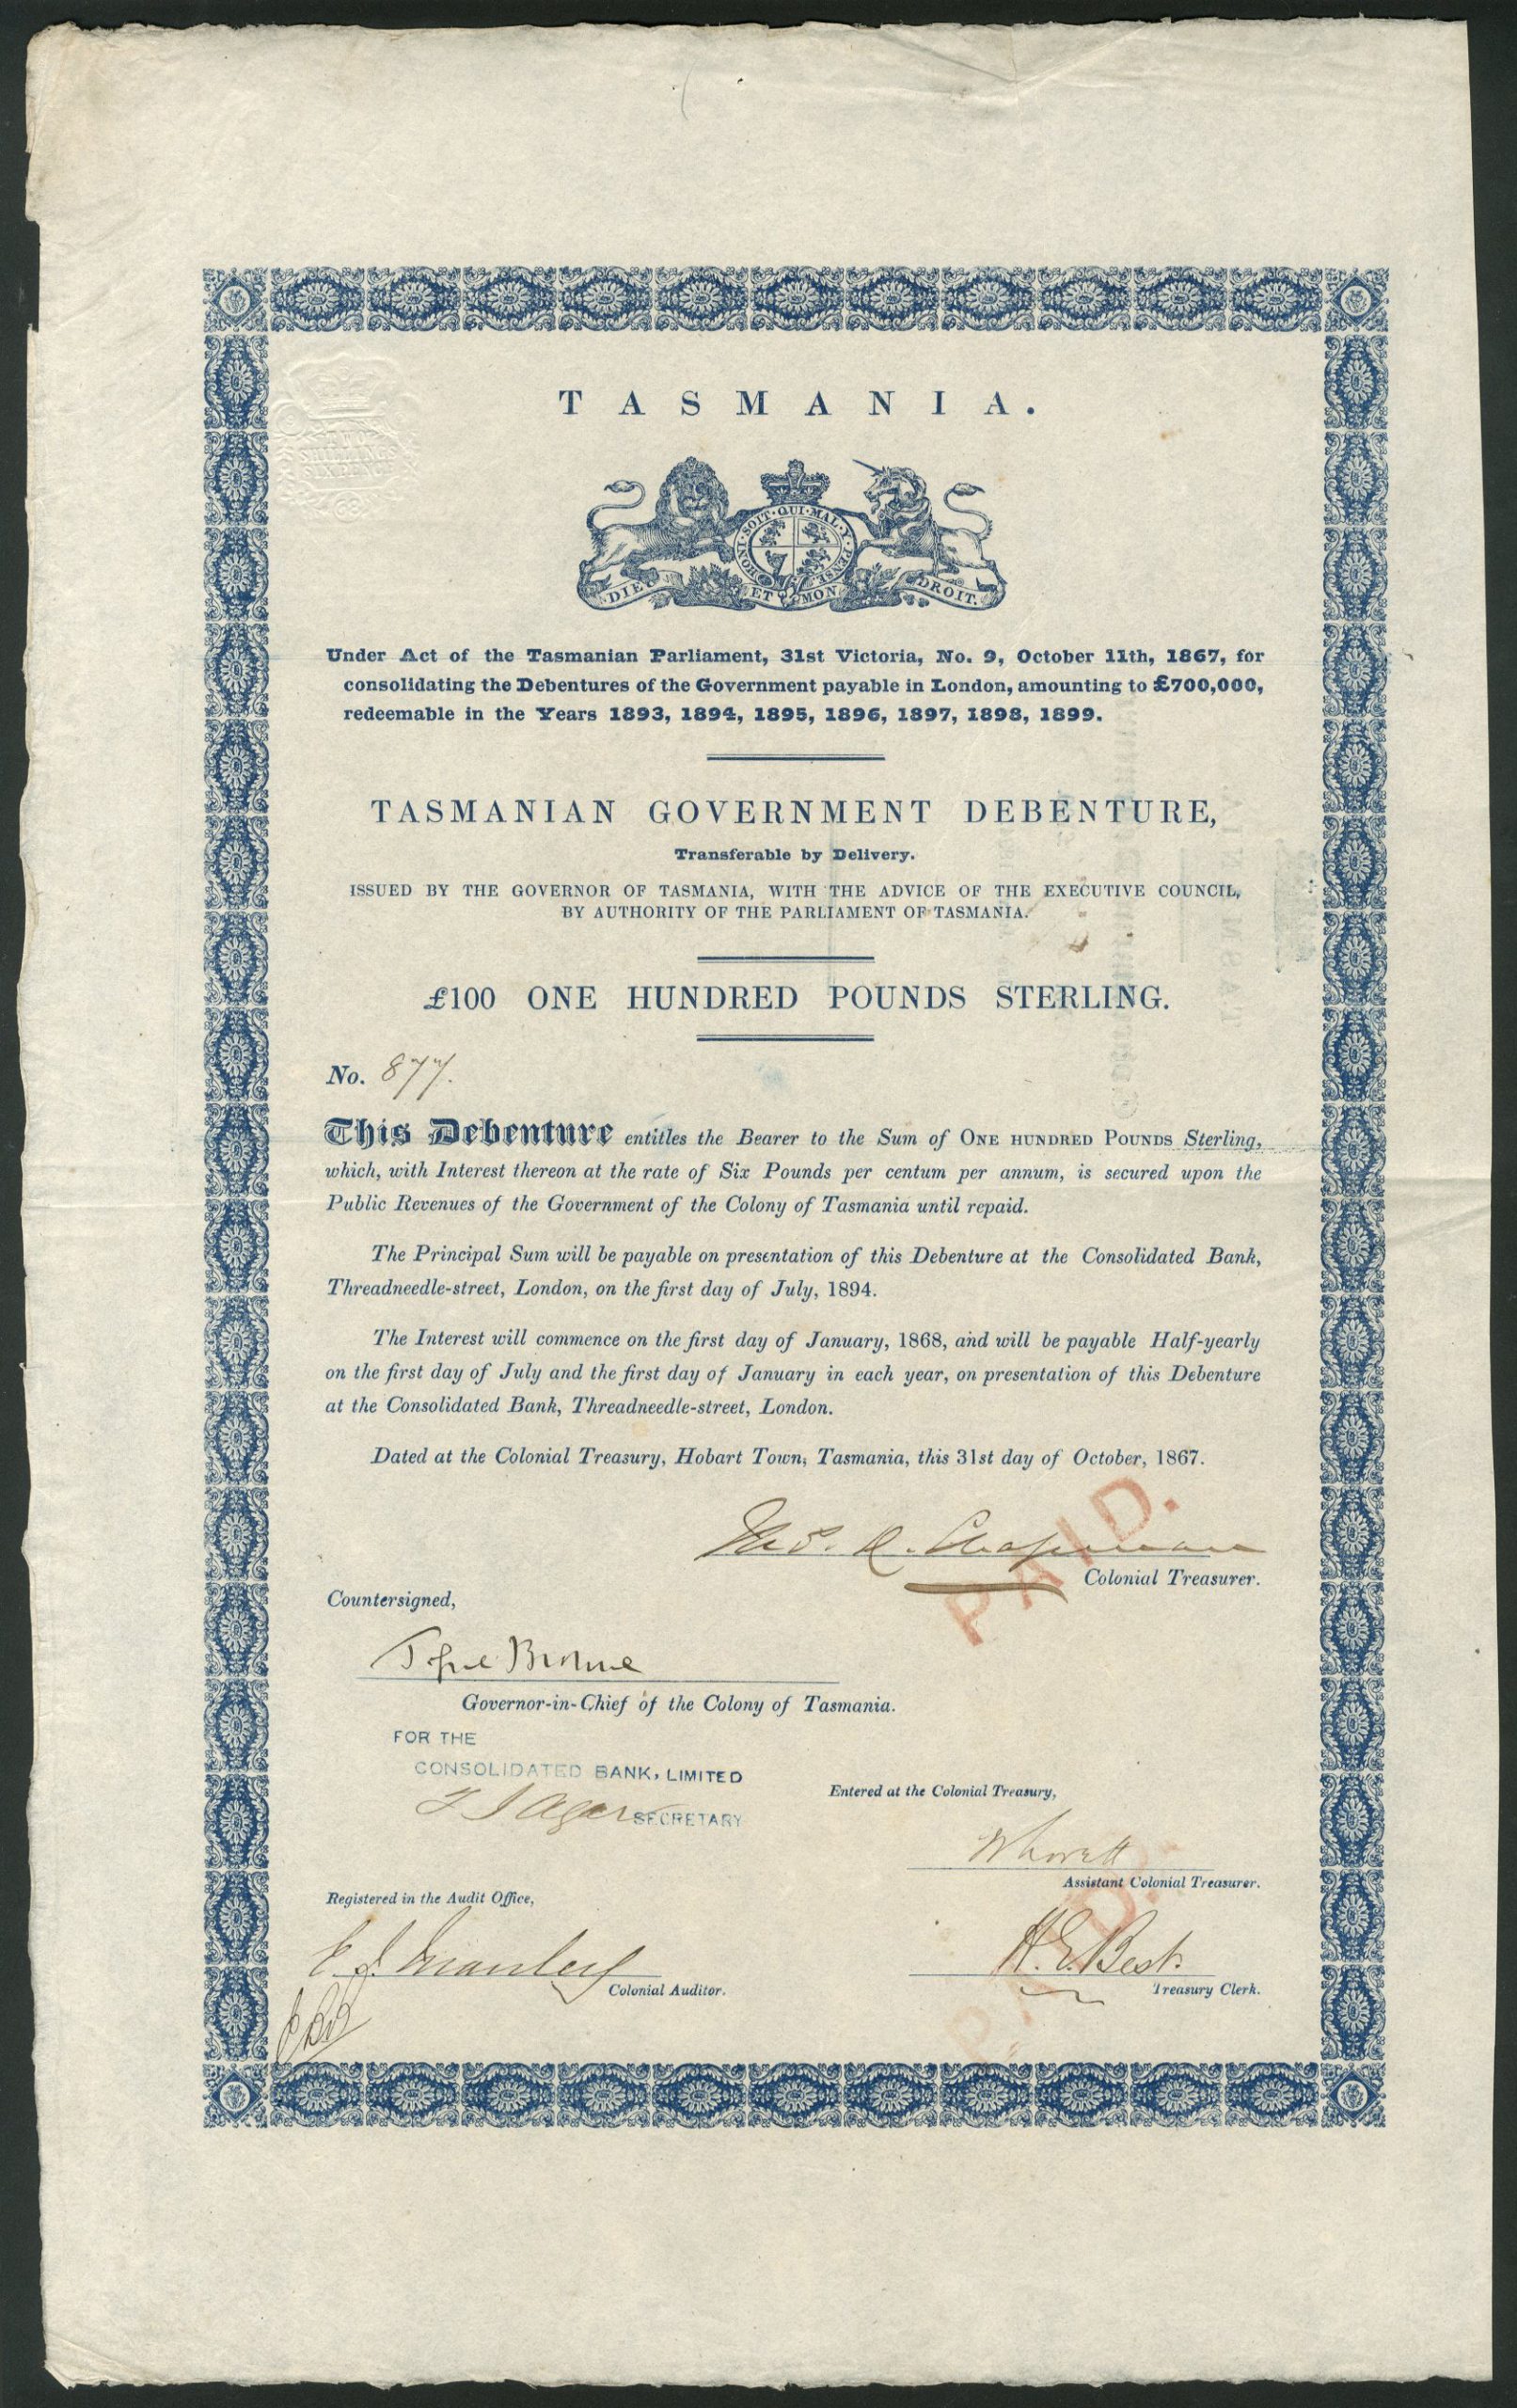 TASMANIA.
TWO
SHILLINGS
SIXPENCE
HONI·SOIT·QUI·MAL·Y·PENSE
DIEU ET MON DROIT.
Under Act of the Tasmanian Parliament, 31st Victoria, No. 9, October 11th, 1867, for
consolidating the Debentures of the Government payable in London, amounting to £700,000,
redeemable in the Years 1893, 1894, 1895, 1896, 1897, 1898, 1899.
TASMANIAN GOVERNMENT DEBENTURE,
Transferable by Delivery.
ISSUED BY THE GOVERNOR OF TASMANIA, WITH THE ADVICE OF THE EXECUTIVE COUNCIL,
BY AUTHORITY OF THE PARLIAMENT OF TASMANIA.
£100 ONE HUNDRED POUNDS STERLING.
No. 877.
This Debenture entitles the Bearer to the Sum of ONE HUNDRED POUNDS Sterling,
which, with Interest thereon at the rate of Six Pounds per centum per annum, is secured upon the
Public Revenues of the Government of the Colony of Tasmania until repaid.
The Principal Sum will be payable on presentation of this Debenture at the Consolidated Bank,
Threadneedle-street, London, on the first day of July, 1894.
The Interest will commence on the first day of January, 1868, and will be payable Half-yearly
on the first day of July and the first day of January in each year, on presentation of this Debenture
at the Consolidated Bank, Threadneedle-street, London.
Dated at the Colonial Treasury, Hobart Town, Tasmania, this 31st day of October, 1867.
PAID.
Thos. D. Chapman
Colonial Treasurer.
Countersigned,
Browne
Governor-in-Chief of the Colony of Tasmania.
FOR THE
CONSOLIDATED BANK, LIMITED
SECRETARY
Entered at the Colonial Treasury,
W Lovett
Assistant Colonial Treasurer.
Registered in the Audit Office,
PAID.
E. J. Manley
Colonial Auditor.
H. E. Best.
Treasury Clerk.